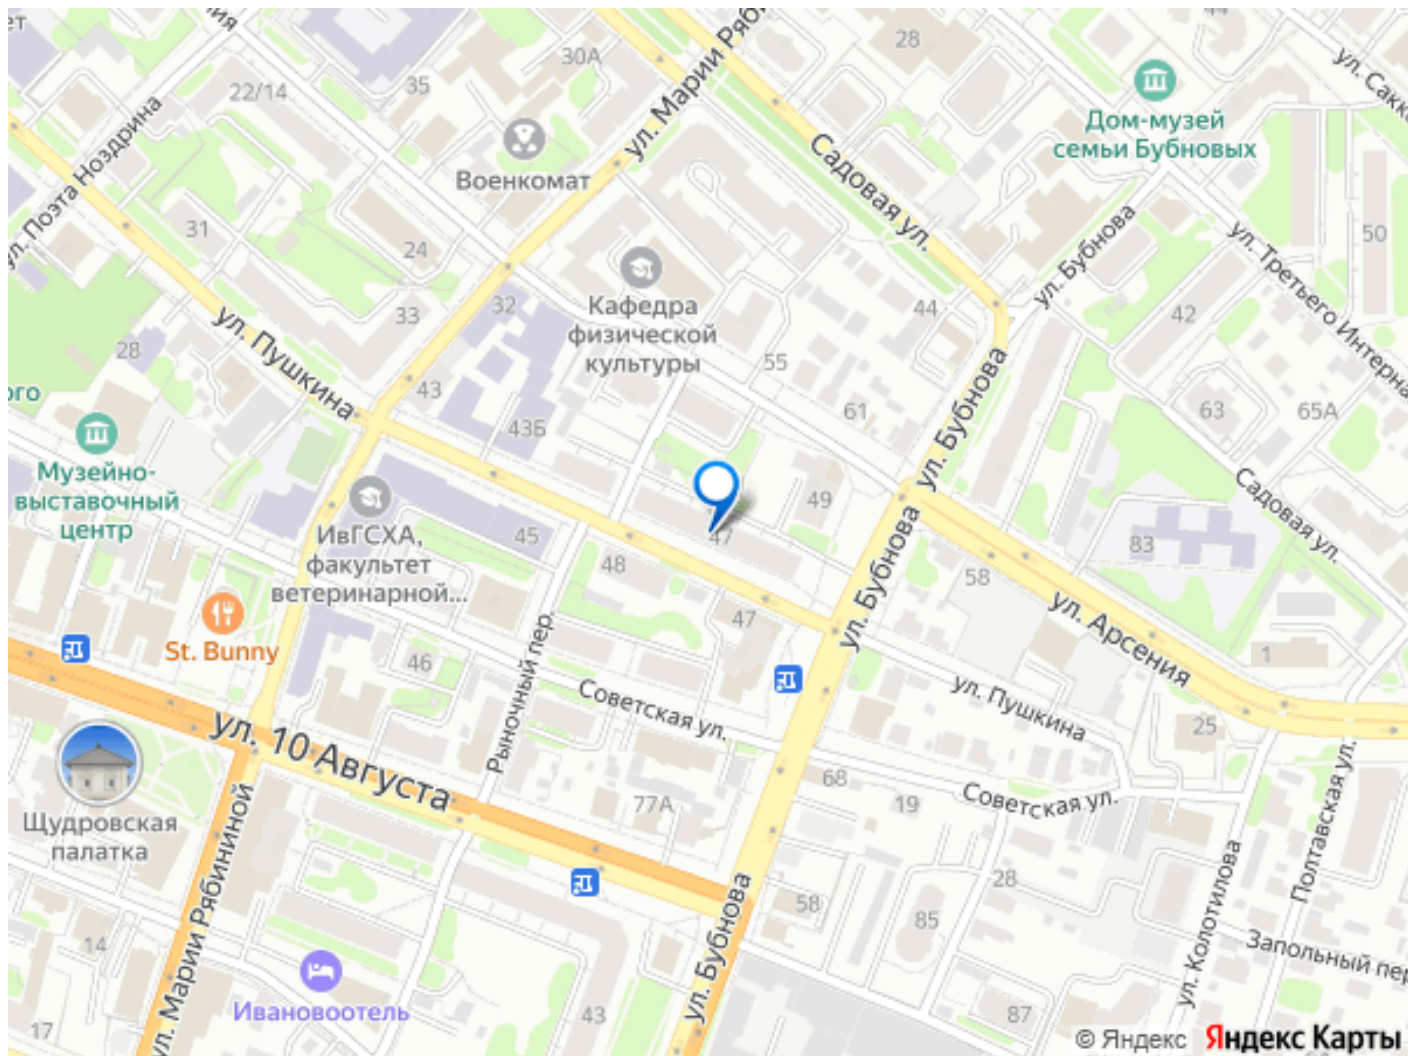 22/14
35
30А
28
44
ул. Марии Ряб
ул. Сакко
Дом-музей
семьи Бубновых
Военкомат
ул. Поэта Ноздрина
Садовая ул.
31
24
50
ул. Бубнова
ул. Третьего Интерна
Кафедра
физической
культуры
32
33
44
42
ул. Пушкина
28
55
43
ого
61
63
65А
43Б
ул. Бубнова
Музейно-
выставочный
центр
49
Садовая ул.
ИвГСХА,
факультет
ветеринарной...
45
47
48
83
58
ул. Бубнова
ул. Арсения
St. Bunny
47
1
46
Рыночный пер.
Советская ул.
ул. Пушкина
25
ул. 10 Августа
68
19
Советская ул.
77А
Щудровская
палатка
Полтавская ул.
ул. Марии Рябининой
28
58
85
ул. Бубнова
ул. Колотилова
Запольный пер
14
Ивановоотель
43
87
17
© Яндекс Яндекс Карты